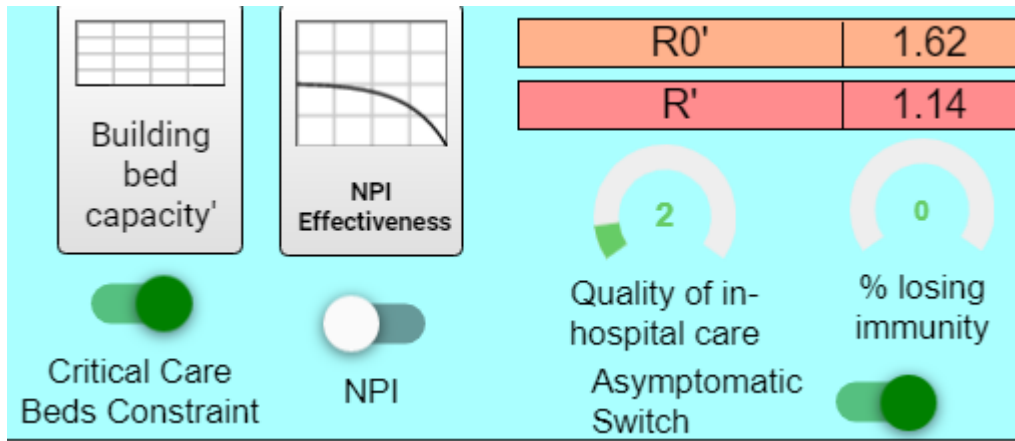 Building
bed
capacity'
NPI
Effectiveness
R0' 1.62
R' 1.14
2
0
Quality of in-
hospital care
% losing
immunity
Critical Care
Beds Constraint
NPI
Asymptomatic
Switch